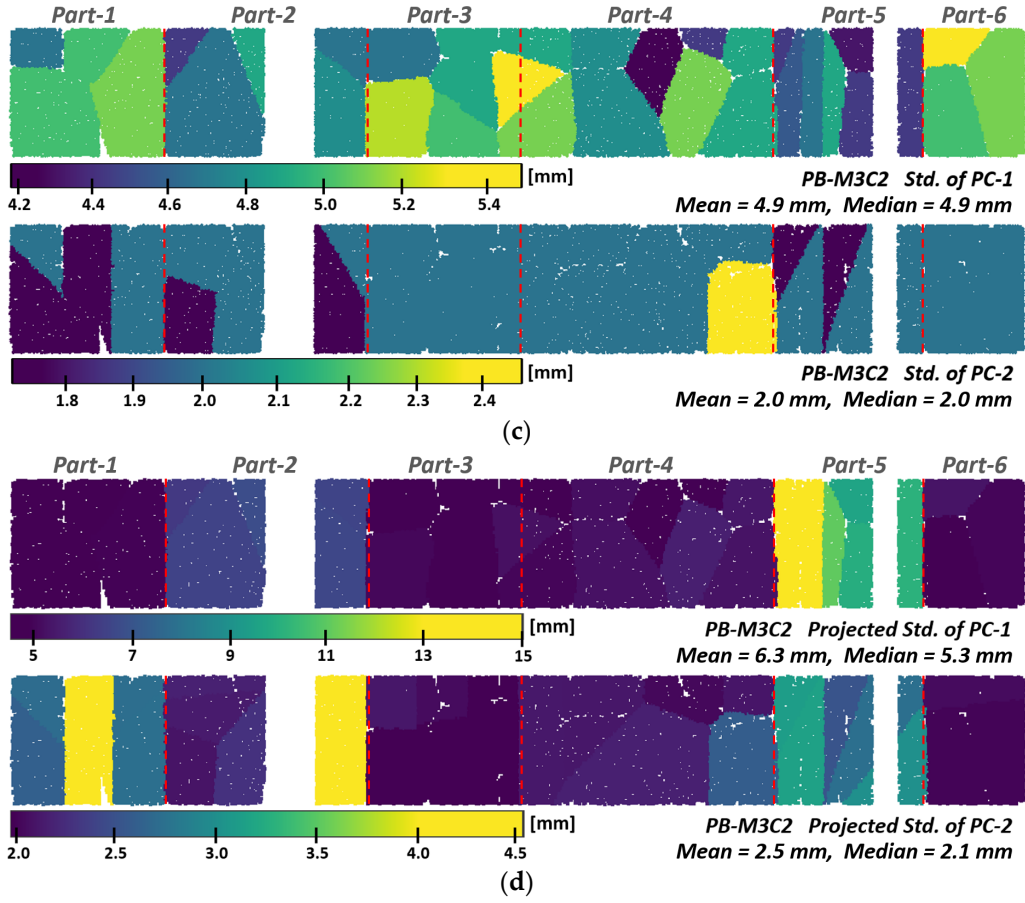 Part-1 Part-2 Part-3 Part-4 Part-5 Part-6
[mm]
4.2 4.4 4.6 4.8 5.0 5.2 5.4
PB-M3C2 Std. of PC-1
Mean = 4.9 mm, Median = 4.9 mm
[mm]
1.8 1.9 2.0 2.1 2.2 2.3 2.4
PB-M3C2 Std. of PC-2
Mean = 2.0 mm, Median = 2.0 mm
(c)
Part-1 Part-2 Part-3 Part-4 Part-5 Part-6
[mm]
5 7 9 11 13 15
PB-M3C2 Projected Std. of PC-1
Mean = 6.3 mm, Median = 5.3 mm
[mm]
2.0 2.5 3.0 3.5 4.0 4.5
PB-M3C2 Projected Std. of PC-2
Mean = 2.5 mm, Median = 2.1 mm
(d)